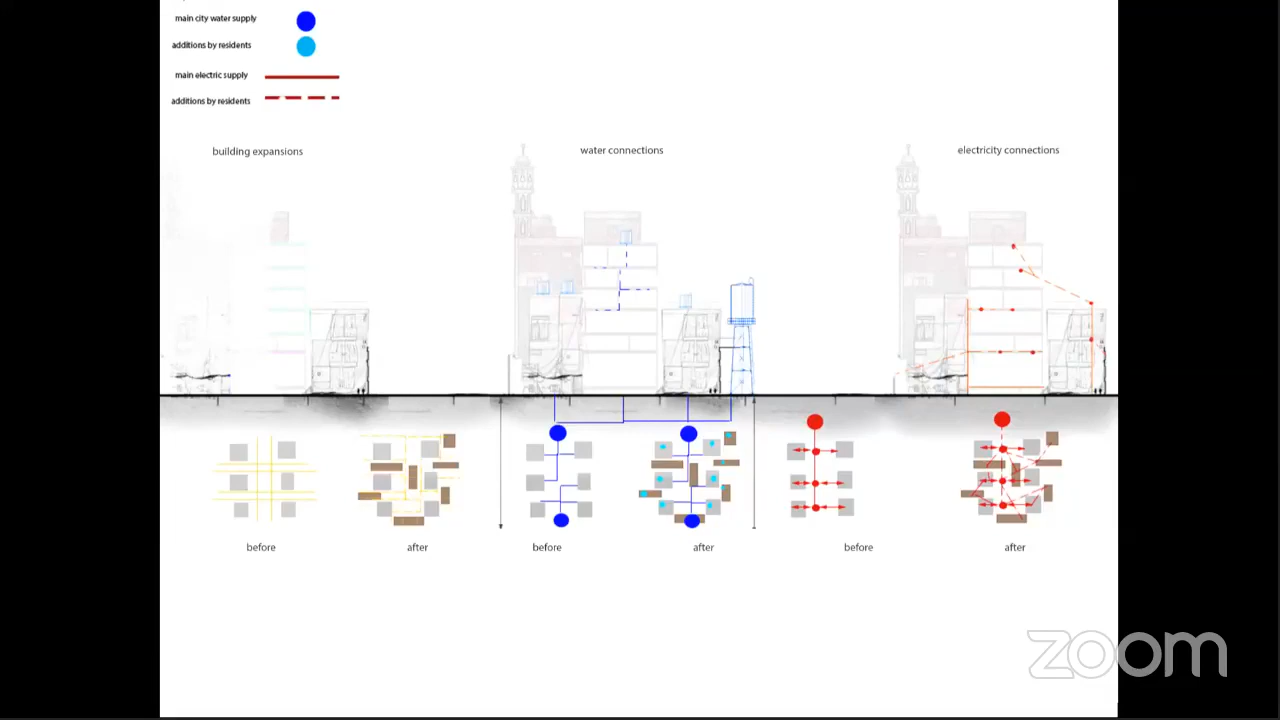 main city water supply
additions by residents
main electric supply
additions by residents
building expansions
water connections
electricity connections
before
after
before
after
before
after
zoom